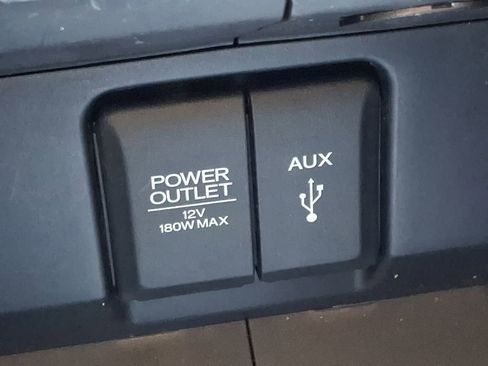 POWER
OUTLET
12V
180W MAX
AUX